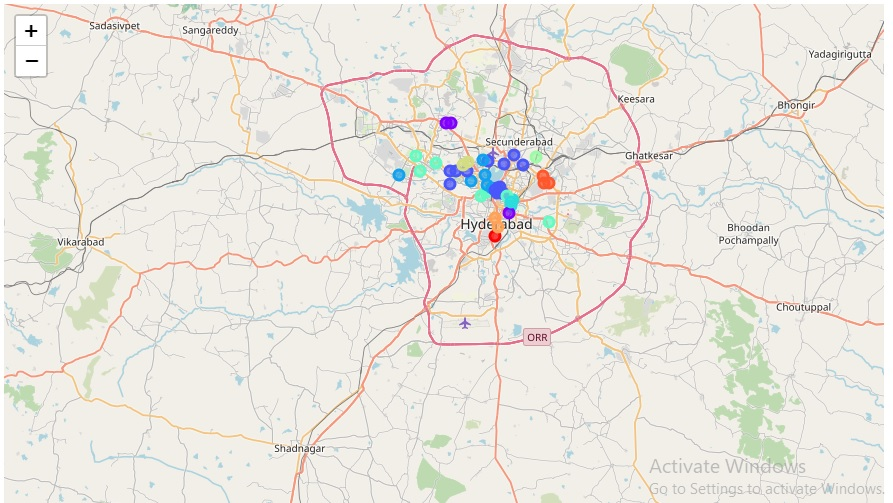 +
−
Sadasivpet
Sangareddy
Yadagirigutta
Keesara
Bhongir
Secunderabad
Ghatkesar
Hyderabad
Vikarabad
Bhoodan
Pochampally
Choutuppal
ORR
Shadnagar
Activate Windows
Go to Settings to activate Windows